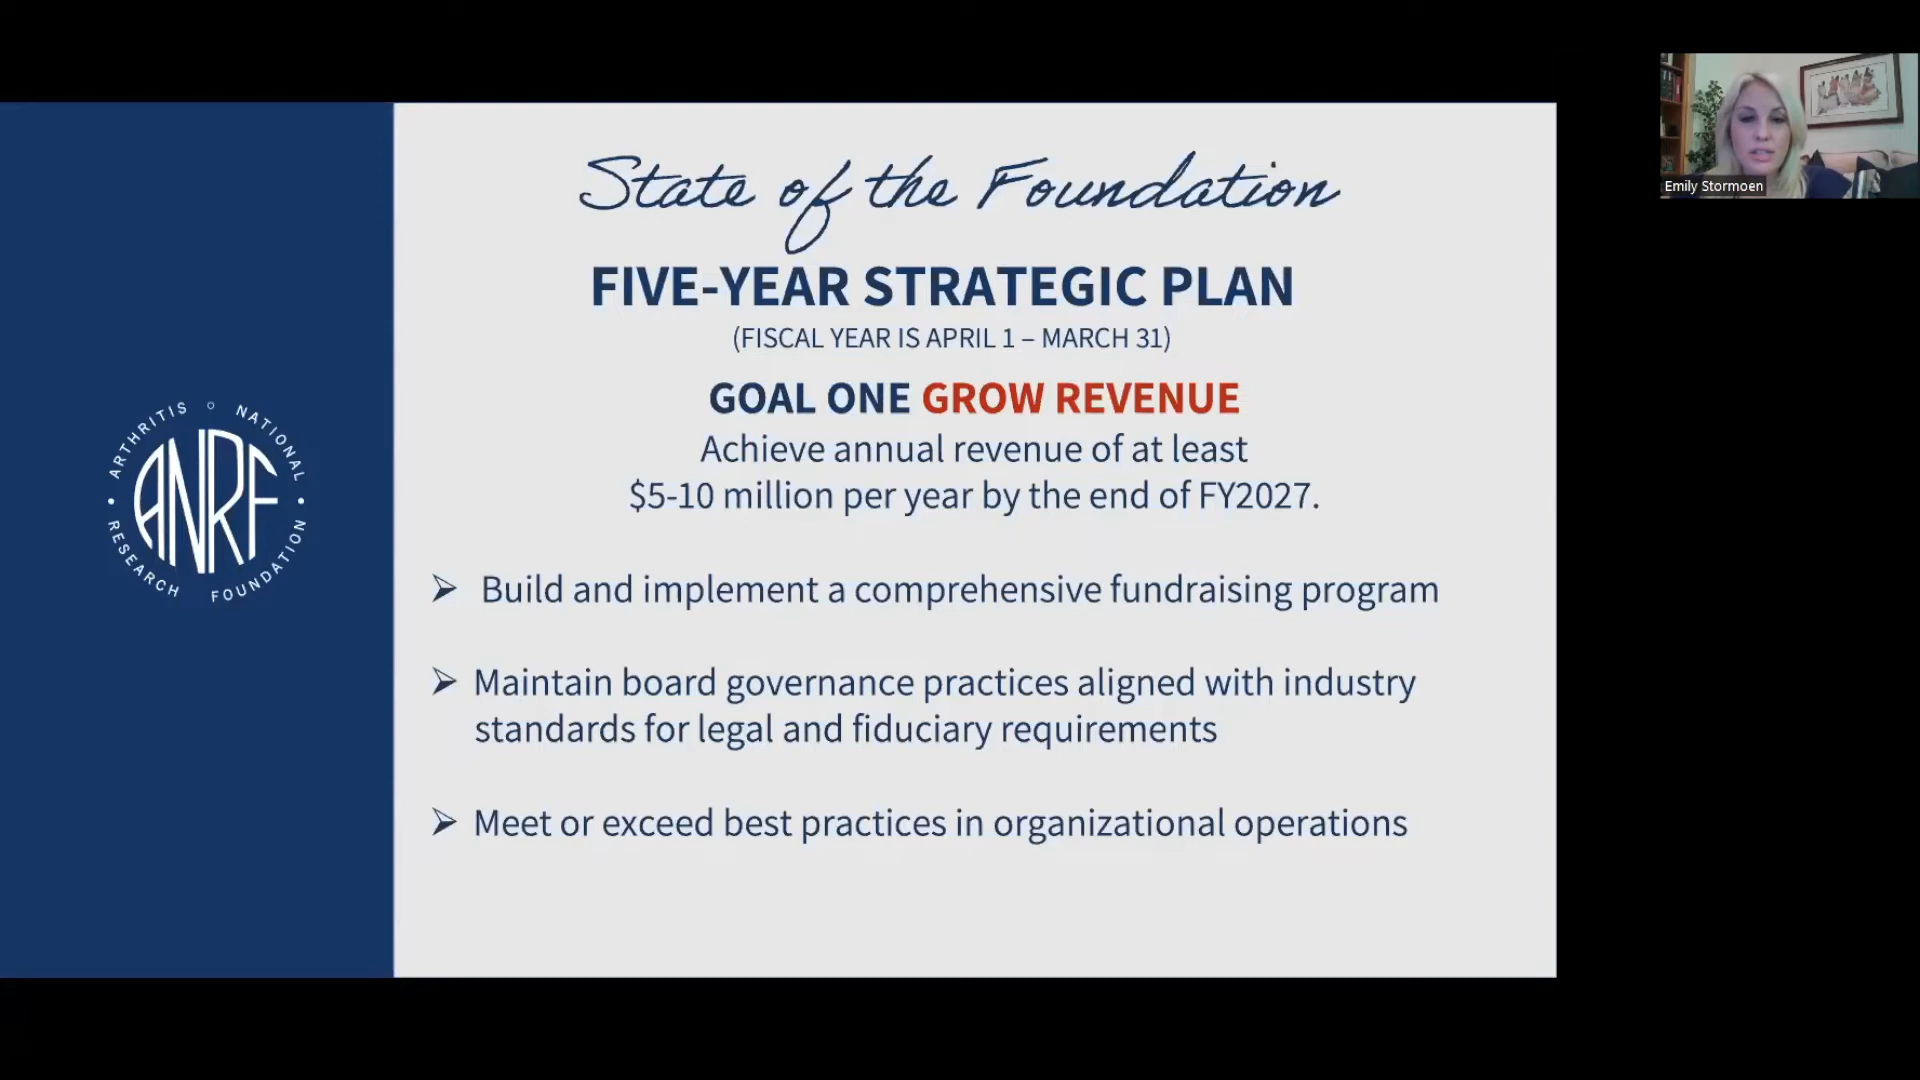 State of the Foundation
FIVE-YEAR STRATEGIC PLAN
(FISCAL YEAR IS APRIL 1 – MARCH 31)
GOAL ONE GROW REVENUE
Achieve annual revenue of at least
$5-10 million per year by the end of FY2027.
➢ Build and implement a comprehensive fundraising program
➢ Maintain board governance practices aligned with industry
standards for legal and fiduciary requirements
➢ Meet or exceed best practices in organizational operations
ARTHRITIS NATIONAL
ANRF
RESEARCH FOUNDATION
Emily Stormoen